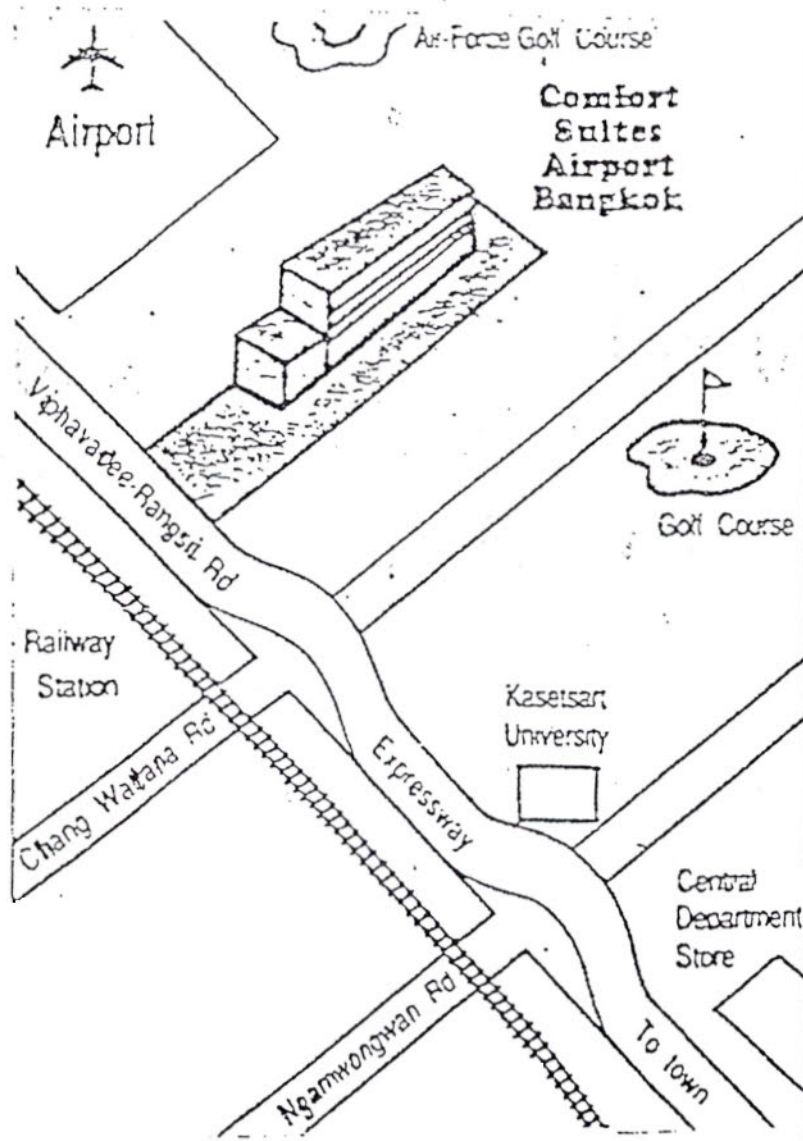 Air-Force Golf Course
Airport
Comfort
Suites
Airport
Bangkok
Viphavadee-Rangsit Rd
Golf Course
Railway
Station
Kasetsart
University
Chang Wattana Rd
Expressway
Central
Department
Store
Ngamwongwan Rd
To town